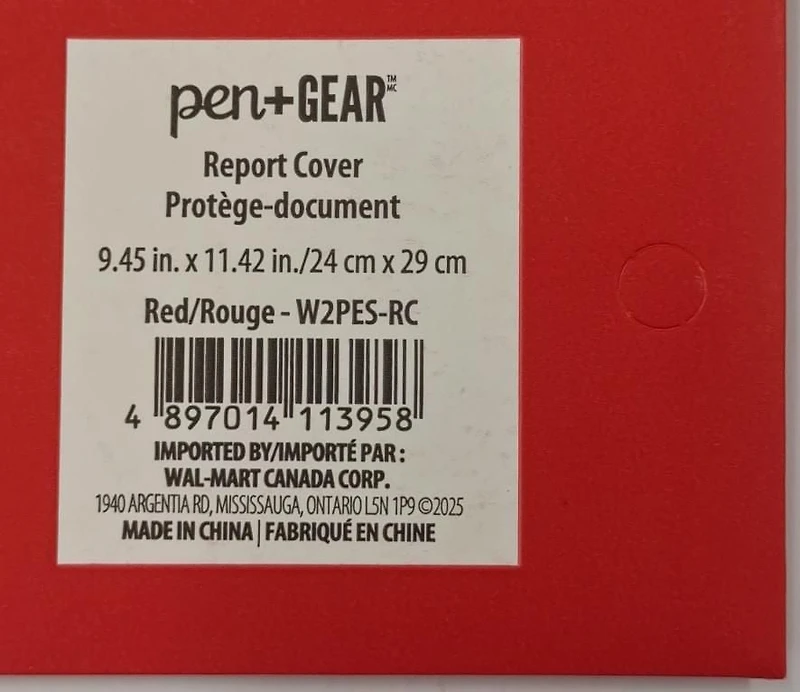 pen+GEAR™ MC
Report Cover
Protège-document
9.45 in. x 11.42 in./24 cm x 29 cm
Red/Rouge - W2PES-RC
4 897014 113958
IMPORTED BY/IMPORTÉ PAR :
WAL-MART CANADA CORP.
1940 ARGENTIA RD, MISSISSAUGA, ONTARIO L5N 1P9 ©2025
MADE IN CHINA | FABRIQUÉ EN CHINE